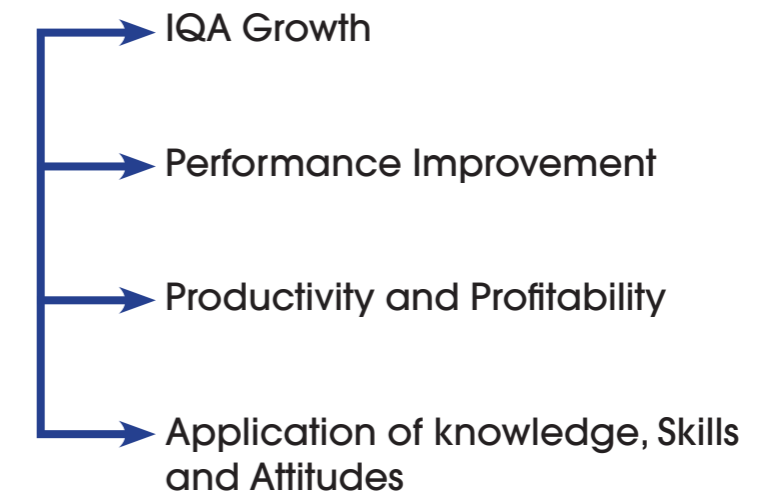 IQA Growth
Performance Improvement
Productivity and Profitability
Application of knowledge, Skills
and Attitudes